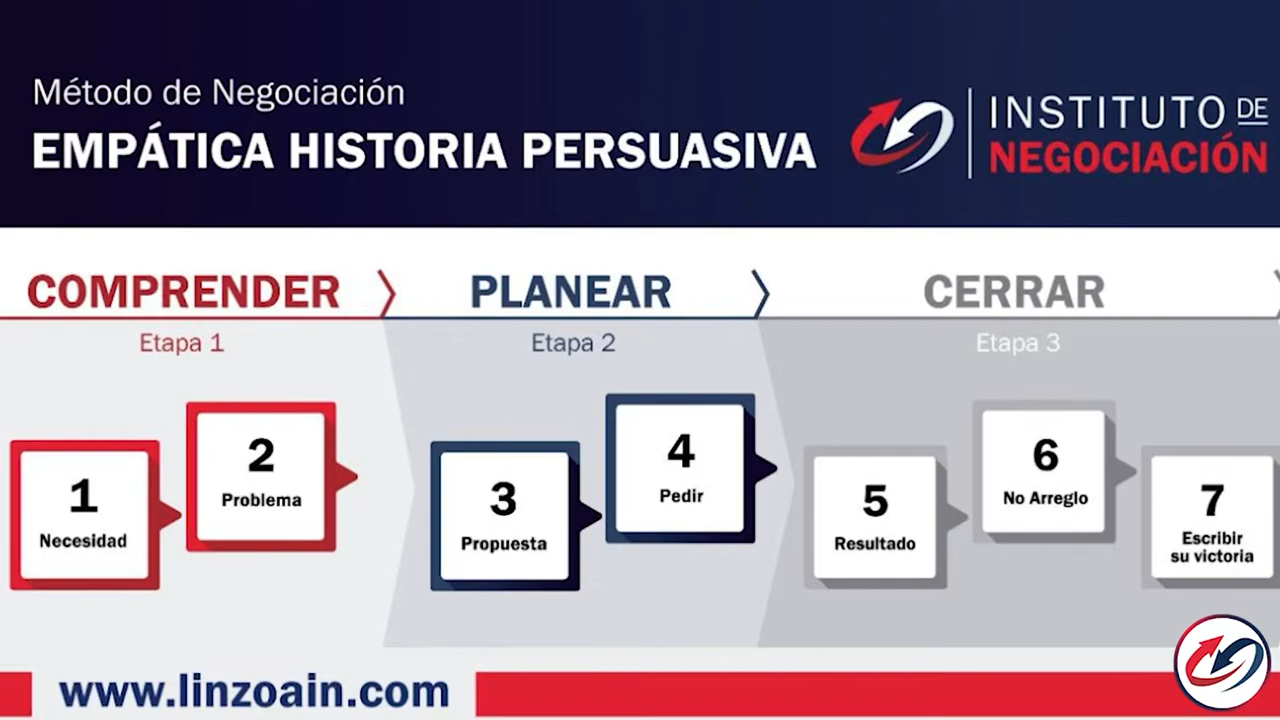 Método de Negociación
EMPÁTICA HISTORIA PERSUASIVA
INSTITUTO DE
NEGOCIACIÓN
COMPRENDER
Etapa 1
PLANEAR
Etapa 2
CERRAR
Etapa 3
1
Necesidad
2
Problema
3
Propuesta
4
Pedir
5
Resultado
6
No Arreglo
7
Escribir
su victoria
www.linzoain.com